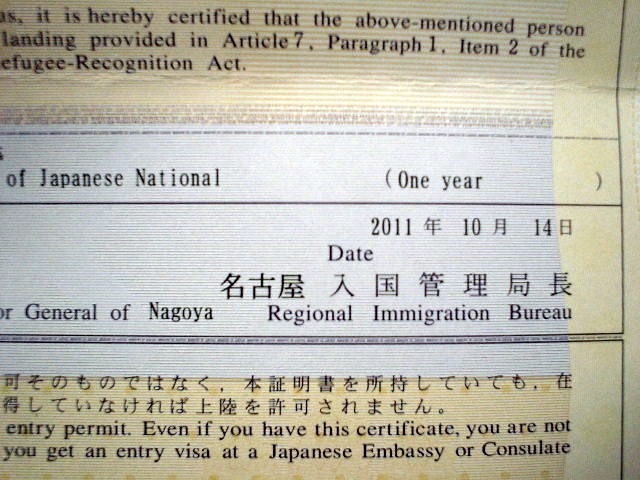 as, it is hereby certified that the above-mentioned person
landing provided in Article 7, Paragraph 1, Item 2 of the
efugee-Recognition Act.
of Japanese National (One year )
2011 年 10 月 14日
Date
名古屋 入国管理局長
or General of Nagoya Regional Immigration Bureau
可そのものではなく，本証明書を所持していても，在
得していなければ上陸を許可されません。
entry permit. Even if you have this certificate, you are not
you get an entry visa at a Japanese Embassy or Consulate